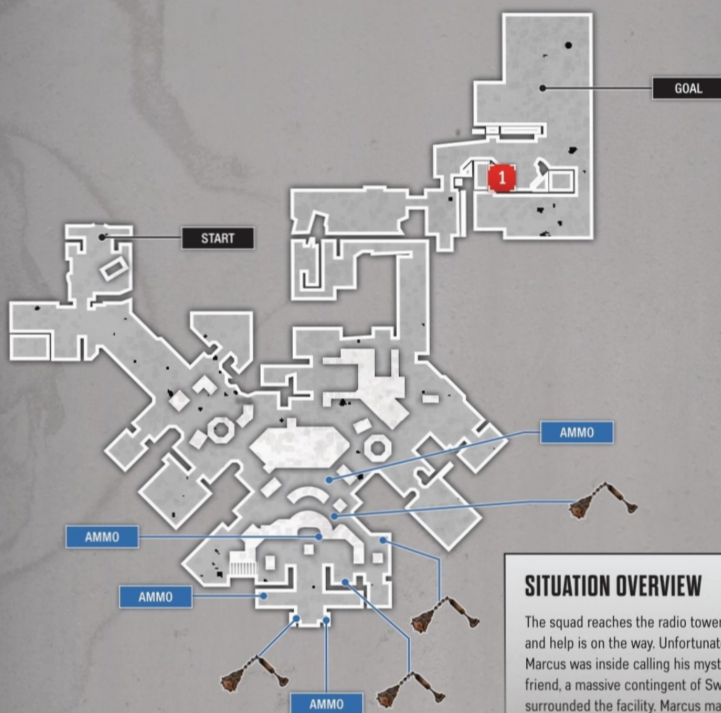 GOAL
1
START
AMMO
AMMO
AMMO
AMMO
SITUATION OVERVIEW
The squad reaches the radio tower
and help is on the way. Unfortunat
Marcus was inside calling his myst
friend, a massive contingent of Sw
surrounded the facility. Marcus ma